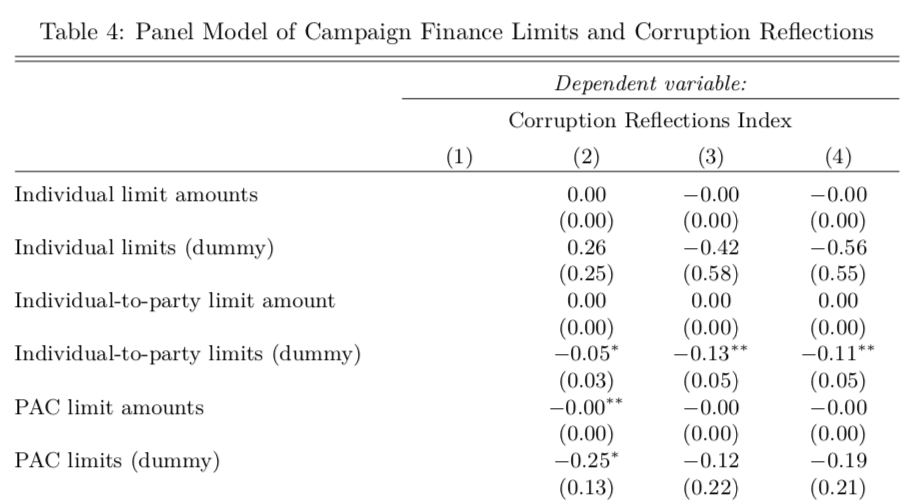 Table 4: Panel Model of Campaign Finance Limits and Corruption Reflections
Dependent variable:
Corruption Reflections Index
(1) (2) (3) (4)
Individual limit amounts 0.00 −0.00 −0.00
(0.00) (0.00) (0.00)
Individual limits (dummy) 0.26 −0.42 −0.56
(0.25) (0.58) (0.55)
Individual-to-party limit amount 0.00 0.00 0.00
(0.00) (0.00) (0.00)
Individual-to-party limits (dummy) −0.05* −0.13** −0.11**
(0.03) (0.05) (0.05)
PAC limit amounts −0.00** −0.00 −0.00
(0.00) (0.00) (0.00)
PAC limits (dummy) −0.25* −0.12 −0.19
(0.13) (0.22) (0.21)